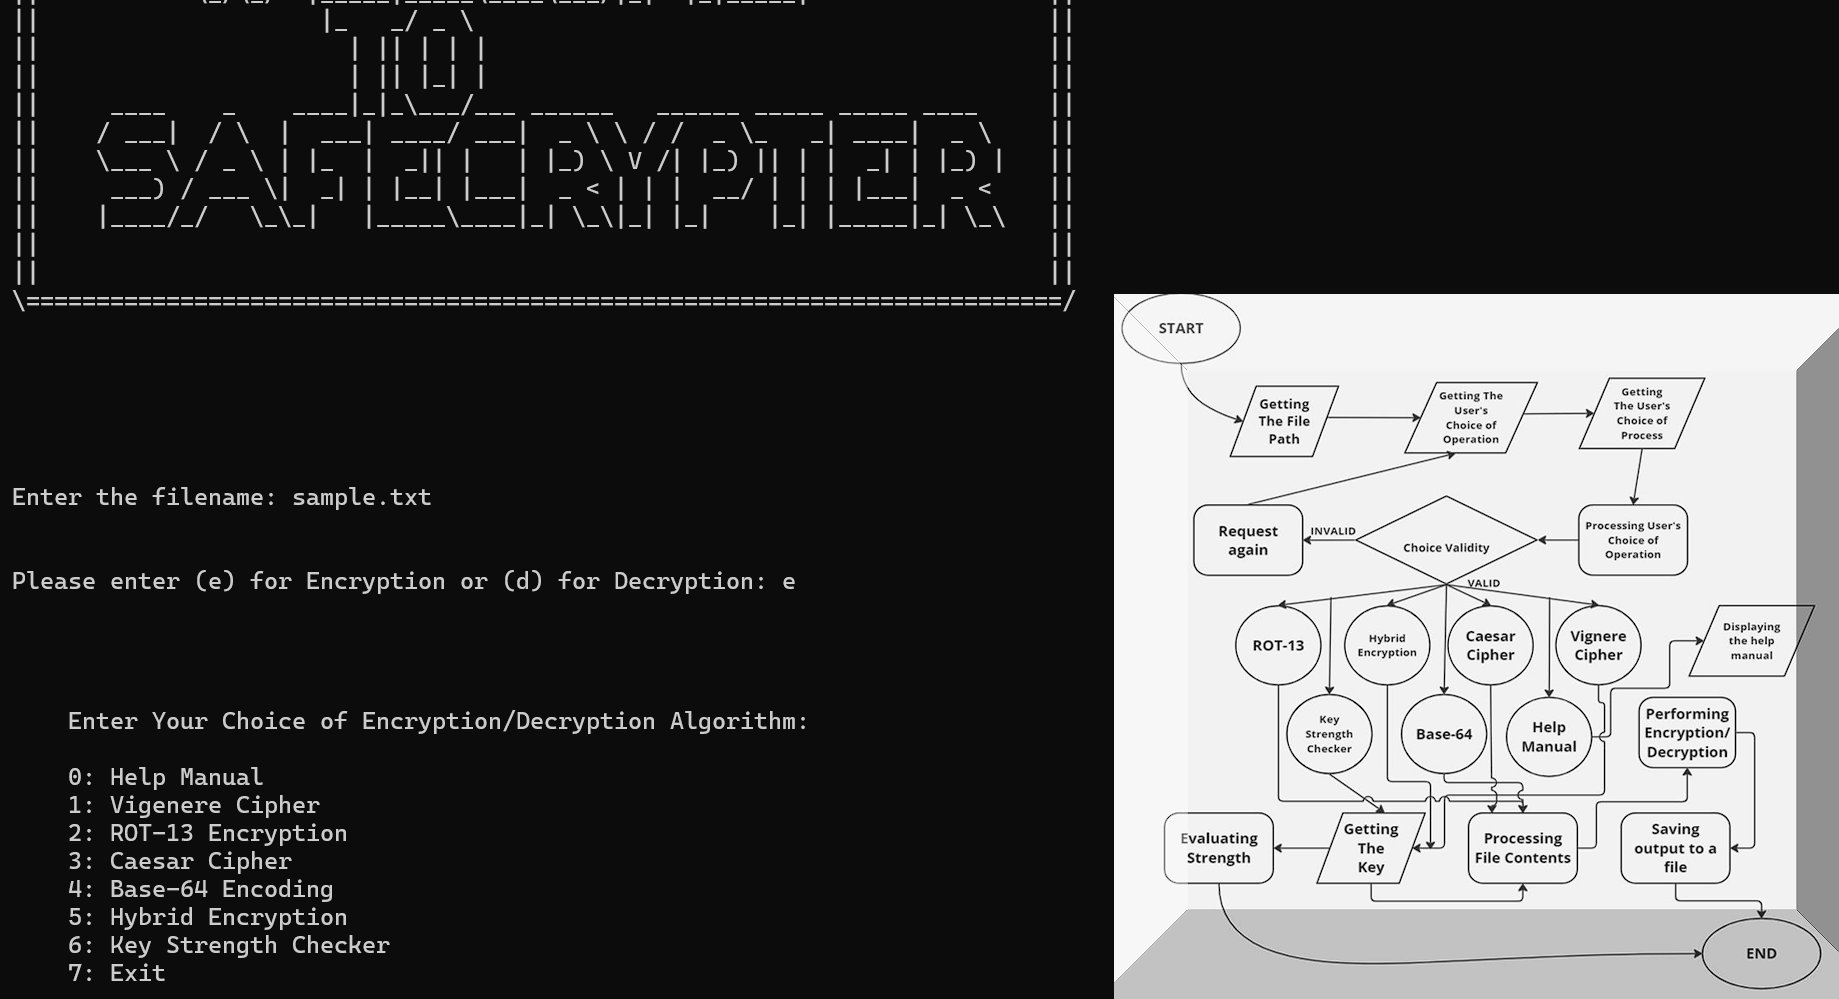 TO
SAFECRYPTER
Enter the filename: sample.txt
Please enter (e) for Encryption or (d) for Decryption: e
Enter Your Choice of Encryption/Decryption Algorithm:
0: Help Manual
1: Vigenere Cipher
2: ROT-13 Encryption
3: Caesar Cipher
4: Base-64 Encoding
5: Hybrid Encryption
6: Key Strength Checker
7: Exit
START
Getting
The File
Path
Getting The
User's
Choice of
Operation
Getting
The User's
Choice of
Process
Request
again
INVALID
Choice Validity
Processing User's
Choice of
Operation
VALID
ROT-13
Hybrid
Encryption
Caesar
Cipher
Vignere
Cipher
Displaying
the help
manual
Key
Strength
Checker
Base-64
Help
Manual
Performing
Encryption/
Decryption
Evaluating
Strength
Getting
The
Key
Processing
File Contents
Saving
output to a
file
END